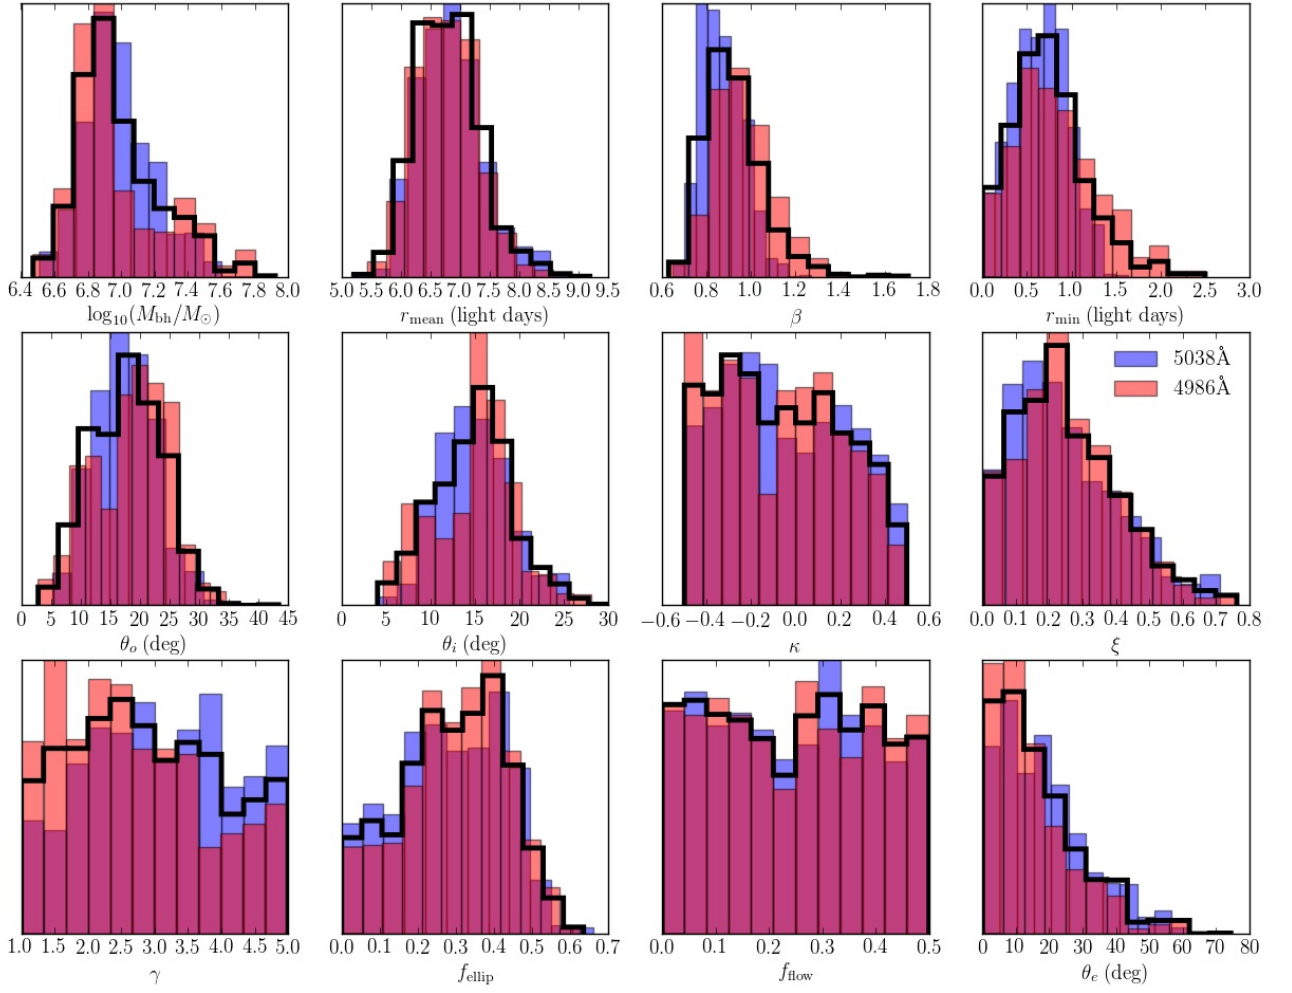 6.4 6.6 6.8 7.0 7.2 7.4 7.6 7.8 8.0
log10(Mbh/M⊙)
5.0 5.5 6.0 6.5 7.0 7.5 8.0 8.5 9.0 9.5
rmean (light days)
0.6 0.8 1.0 1.2 1.4 1.6 1.8
β
0.0 0.5 1.0 1.5 2.0 2.5 3.0
rmin (light days)
0 5 10 15 20 25 30 35 40 45
θo (deg)
0 5 10 15 20 25 30
θi (deg)
−0.6 −0.4 −0.2 0.0 0.2 0.4 0.6
κ
5038Å
4986Å
0.0 0.1 0.2 0.3 0.4 0.5 0.6 0.7 0.8
ξ
1.0 1.5 2.0 2.5 3.0 3.5 4.0 4.5 5.0
γ
0.0 0.1 0.2 0.3 0.4 0.5 0.6 0.7
fellip
0.0 0.1 0.2 0.3 0.4 0.5
fflow
0 10 20 30 40 50 60 70 80
θe (deg)